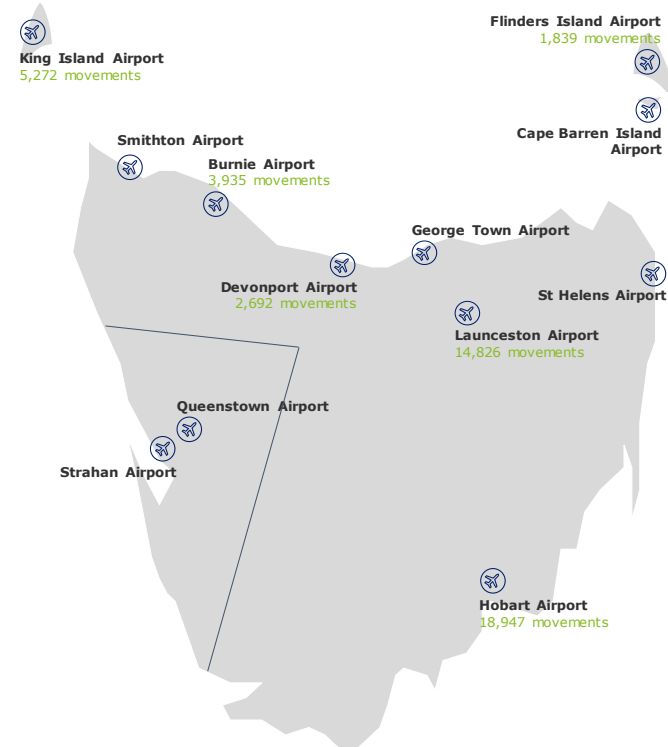 Flinders Island Airport
1,839 movements
King Island Airport
5,272 movements
Cape Barren Island
Airport
Smithton Airport
Burnie Airport
3,935 movements
George Town Airport
Devonport Airport
2,692 movements
St Helens Airport
Launceston Airport
14,826 movements
Queenstown Airport
Strahan Airport
Hobart Airport
18,947 movements